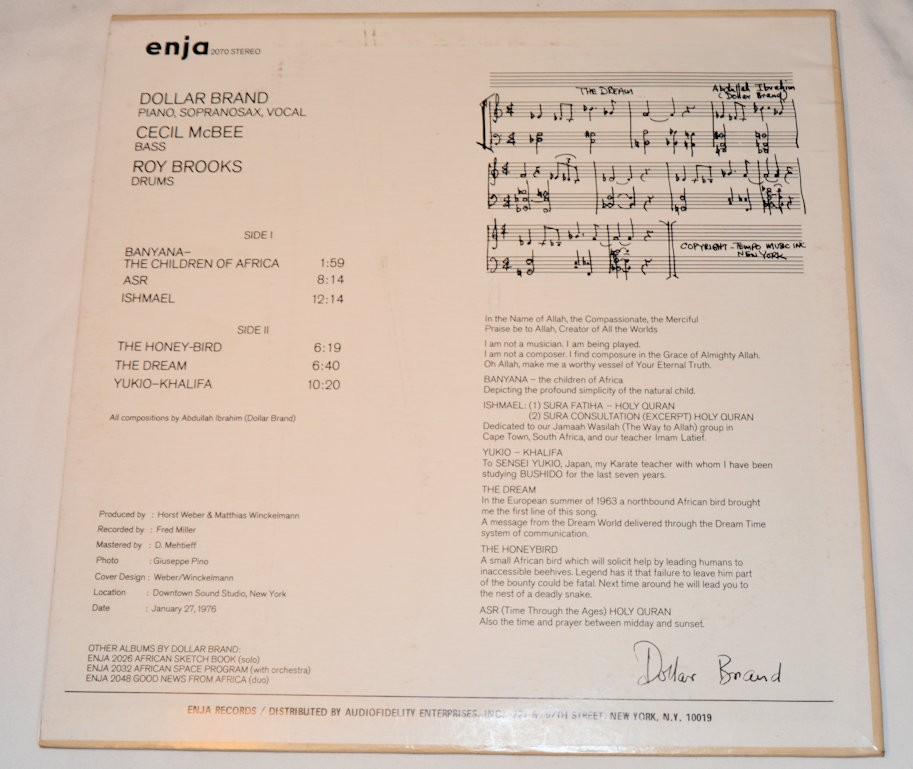 enja 2070 STEREO
DOLLAR BRAND
PIANO, SOPRANOSAX, VOCAL
CECIL McBEE
BASS
ROY BROOKS
DRUMS
SIDE I
BANYANA–
THE CHILDREN OF AFRICA 1:59
ASR 8:14
ISHMAEL 12:14
SIDE II
THE HONEY-BIRD 6:19
THE DREAM 6:40
YUKIO–KHALIFA 10:20
All compositions by Abdullah Ibrahim (Dollar Brand)
Produced by : Horst Weber & Matthias Winckelmann
Recorded by : Fred Miller
Mastered by : D. Mehtieff
Photo : Giuseppe Pino
Cover Design : Weber/Winckelmann
Location : Downtown Sound Studio, New York
Date : January 27, 1976
OTHER ALBUMS BY DOLLAR BRAND:
ENJA 2026 AFRICAN SKETCH BOOK (solo)
ENJA 2032 AFRICAN SPACE PROGRAM (with orchestra)
ENJA 2048 GOOD NEWS FROM AFRICA (duo)
THE DREAM
Abdullah Ibrahim
(Dollar Brand)
COPYRIGHT - TEMPO MUSIC INC
NEW YORK
In the Name of Allah, the Compassionate, the Merciful
Praise be to Allah, Creator of All the Worlds
I am not a musician. I am being played.
I am not a composer. I find composure in the Grace of Almighty Allah.
Oh Allah, make me a worthy vessel of Your Eternal Truth.
BANYANA – the children of Africa
Depicting the profound simplicity of the natural child.
ISHMAEL: (1) SURA FATIHA – HOLY QURAN
(2) SURA CONSULTATION (EXCERPT) HOLY QURAN
Dedicated to our Jamaah Wasilah (The Way to Allah) group in
Cape Town, South Africa, and our teacher Imam Latief.
YUKIO – KHALIFA
To SENSEI YUKIO, Japan, my Karate teacher with whom I have been
studying BUSHIDO for the last seven years.
THE DREAM
In the European summer of 1963 a northbound African bird brought
me the first line of this song.
A message from the Dream World delivered through the Dream Time
system of communication.
THE HONEYBIRD
A small African bird which will solicit help by leading humans to
inaccessible beehives. Legend has it that failure to leave him part
of the bounty could be fatal. Next time around he will lead you to
the nest of a deadly snake.
ASR (Time Through the Ages) HOLY QURAN
Also the time and prayer between midday and sunset.
Dollar Brand
ENJA RECORDS / DISTRIBUTED BY AUDIOFIDELITY ENTERPRISES, INC. STREET, NEW YORK, N.Y. 10019